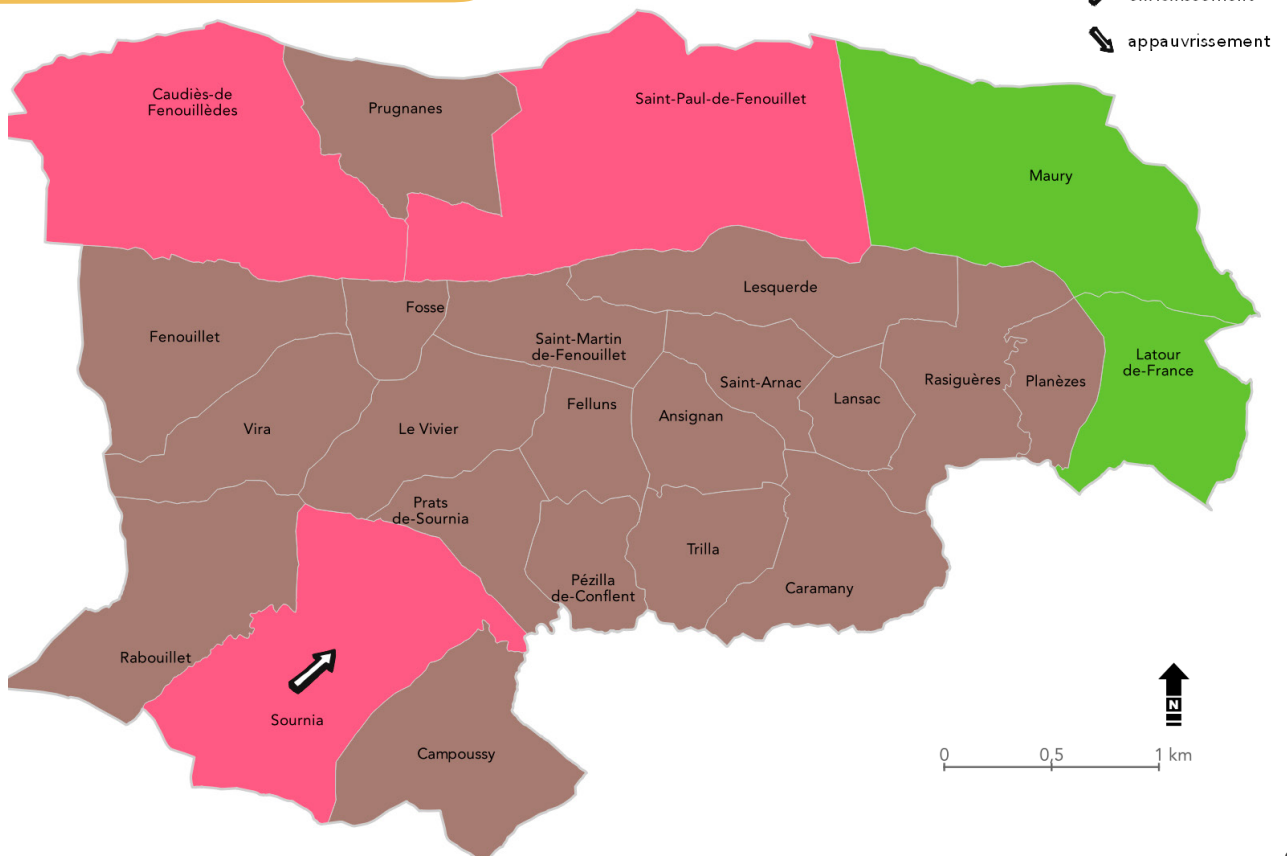 appauvrissement
Caudiès-de
Fenouillèdes
Prugnanes
Saint-Paul-de-Fenouillet
Maury
Lesquerde
Fosse
Fenouillet
Saint-Martin
de-Fenouillet
Latour
de-France
Saint-Arnac
Rasiguères
Planèzes
Lansac
Felluns
Ansignan
Vira
Le Vivier
Prats
de-Sournia
Trilla
Pézilla
de-Conflent
Caramany
Rabouillet
Sournia
Campoussy
N
0 0,5 1 km